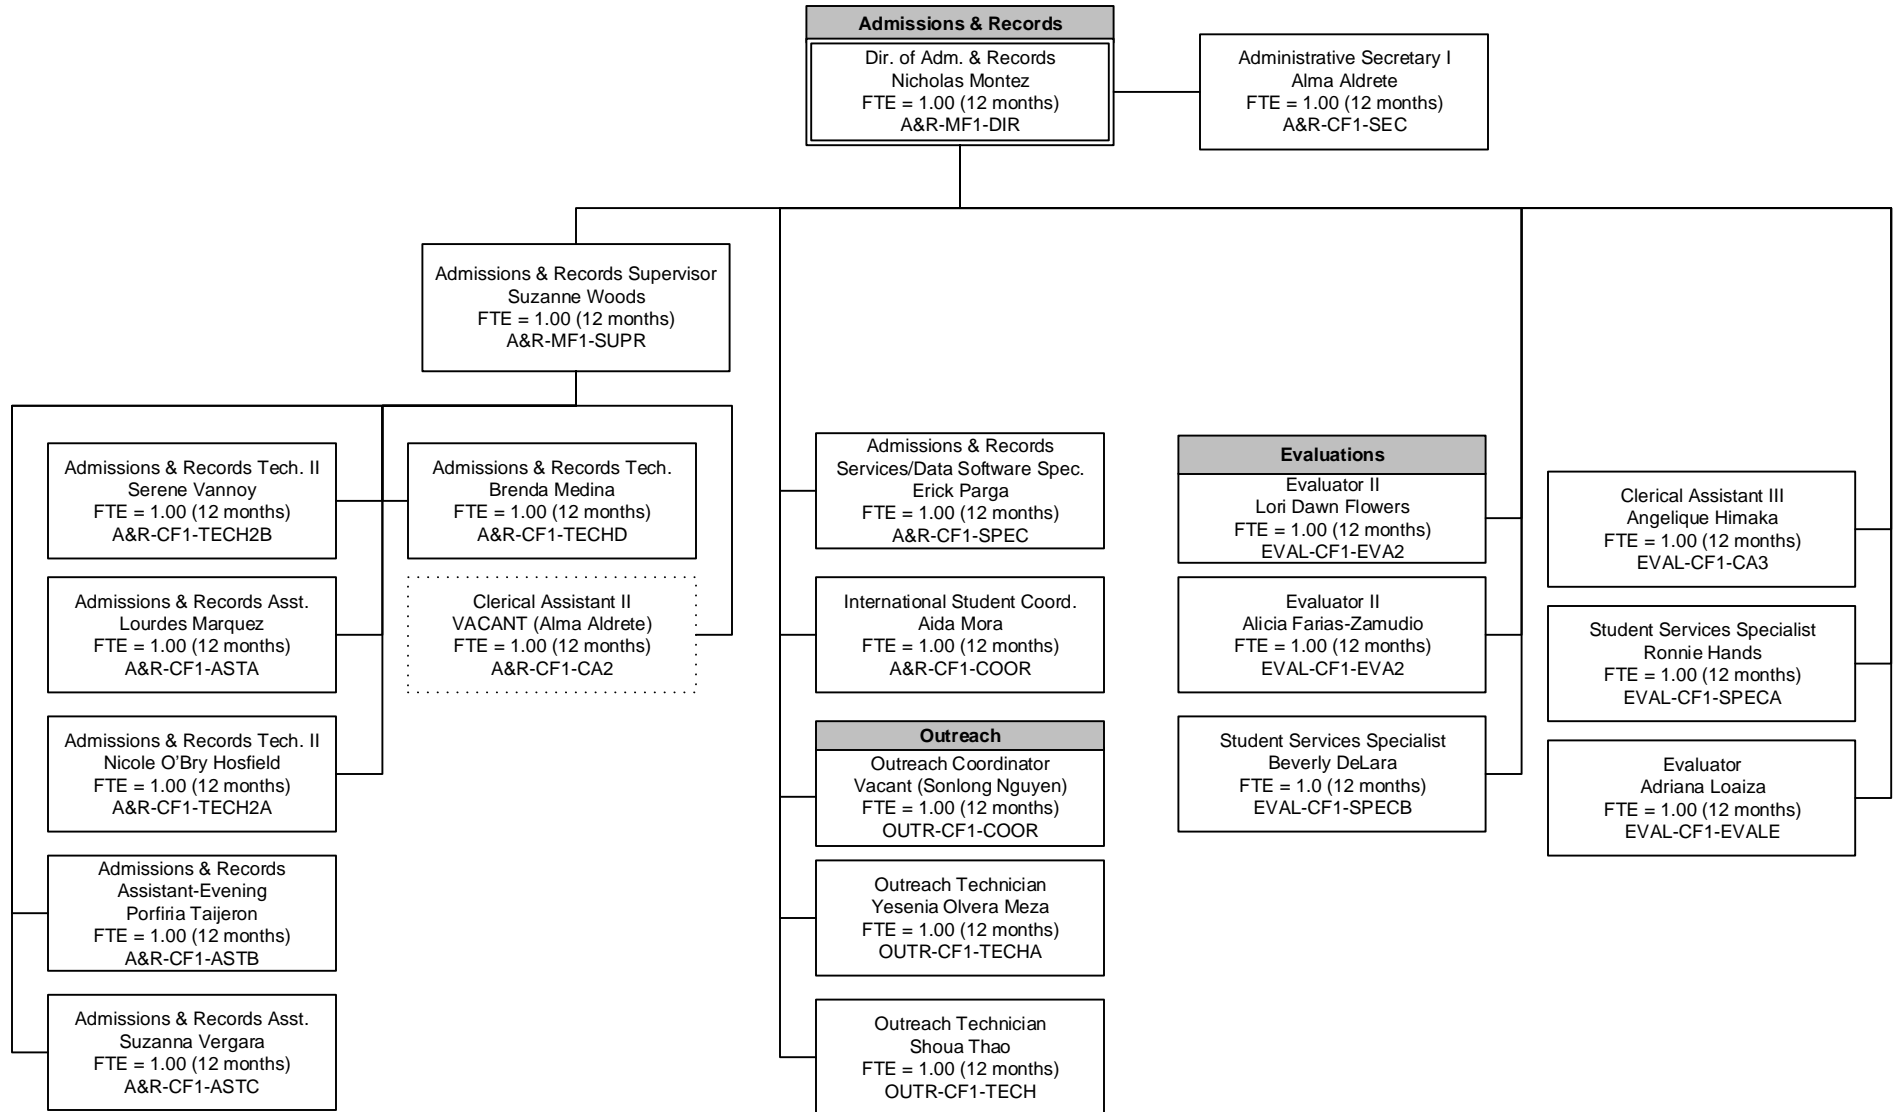 Admissions & Records
Dir. of Adm. & Records
Nicholas Montez
FTE = 1.00 (12 months)
A&R-MF1-DIR
Administrative Secretary I
Alma Aldrete
FTE = 1.00 (12 months)
A&R-CF1-SEC
Admissions & Records Supervisor
Suzanne Woods
FTE = 1.00 (12 months)
A&R-MF1-SUPR
Admissions & Records Tech. II
Serene Vannoy
FTE = 1.00 (12 months)
A&R-CF1-TECH2B
Admissions & Records Tech.
Brenda Medina
FTE = 1.00 (12 months)
A&R-CF1-TECHD
Admissions & Records Asst.
Lourdes Marquez
FTE = 1.00 (12 months)
A&R-CF1-ASTA
Clerical Assistant II
VACANT (Alma Aldrete)
FTE = 1.00 (12 months)
A&R-CF1-CA2
Admissions & Records Tech. II
Nicole O'Bry Hosfield
FTE = 1.00 (12 months)
A&R-CF1-TECH2A
Admissions & Records
Assistant-Evening
Porfiria Taijeron
FTE = 1.00 (12 months)
A&R-CF1-ASTB
Admissions & Records Asst.
Suzanna Vergara
FTE = 1.00 (12 months)
A&R-CF1-ASTC
Admissions & Records
Services/Data Software Spec.
Erick Parga
FTE = 1.00 (12 months)
A&R-CF1-SPEC
International Student Coord.
Aida Mora
FTE = 1.00 (12 months)
A&R-CF1-COOR
Outreach
Outreach Coordinator
Vacant (Sonlong Nguyen)
FTE = 1.00 (12 months)
OUTR-CF1-COOR
Outreach Technician
Yesenia Olvera Meza
FTE = 1.00 (12 months)
OUTR-CF1-TECHA
Outreach Technician
Shoua Thao
FTE = 1.00 (12 months)
OUTR-CF1-TECH
Evaluations
Evaluator II
Lori Dawn Flowers
FTE = 1.00 (12 months)
EVAL-CF1-EVA2
Evaluator II
Alicia Farias-Zamudio
FTE = 1.00 (12 months)
EVAL-CF1-EVA2
Student Services Specialist
Beverly DeLara
FTE = 1.0 (12 months)
EVAL-CF1-SPECB
Clerical Assistant III
Angelique Himaka
FTE = 1.00 (12 months)
EVAL-CF1-CA3
Student Services Specialist
Ronnie Hands
FTE = 1.00 (12 months)
EVAL-CF1-SPECA
Evaluator
Adriana Loaiza
FTE = 1.00 (12 months)
EVAL-CF1-EVALE